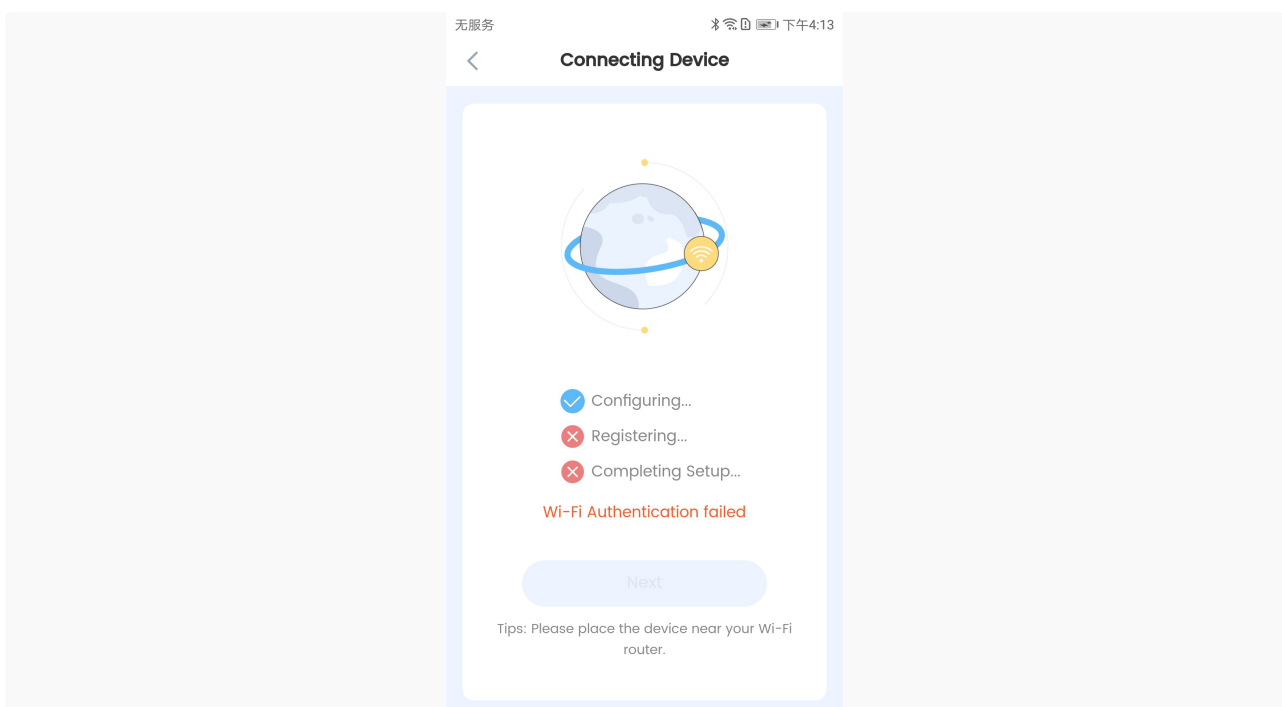 无服务
下午4:13
Connecting Device
Configuring...
Registering...
Completing Setup...
Wi-Fi Authentication failed
Next
Tips: Please place the device near your Wi-Fi
router.